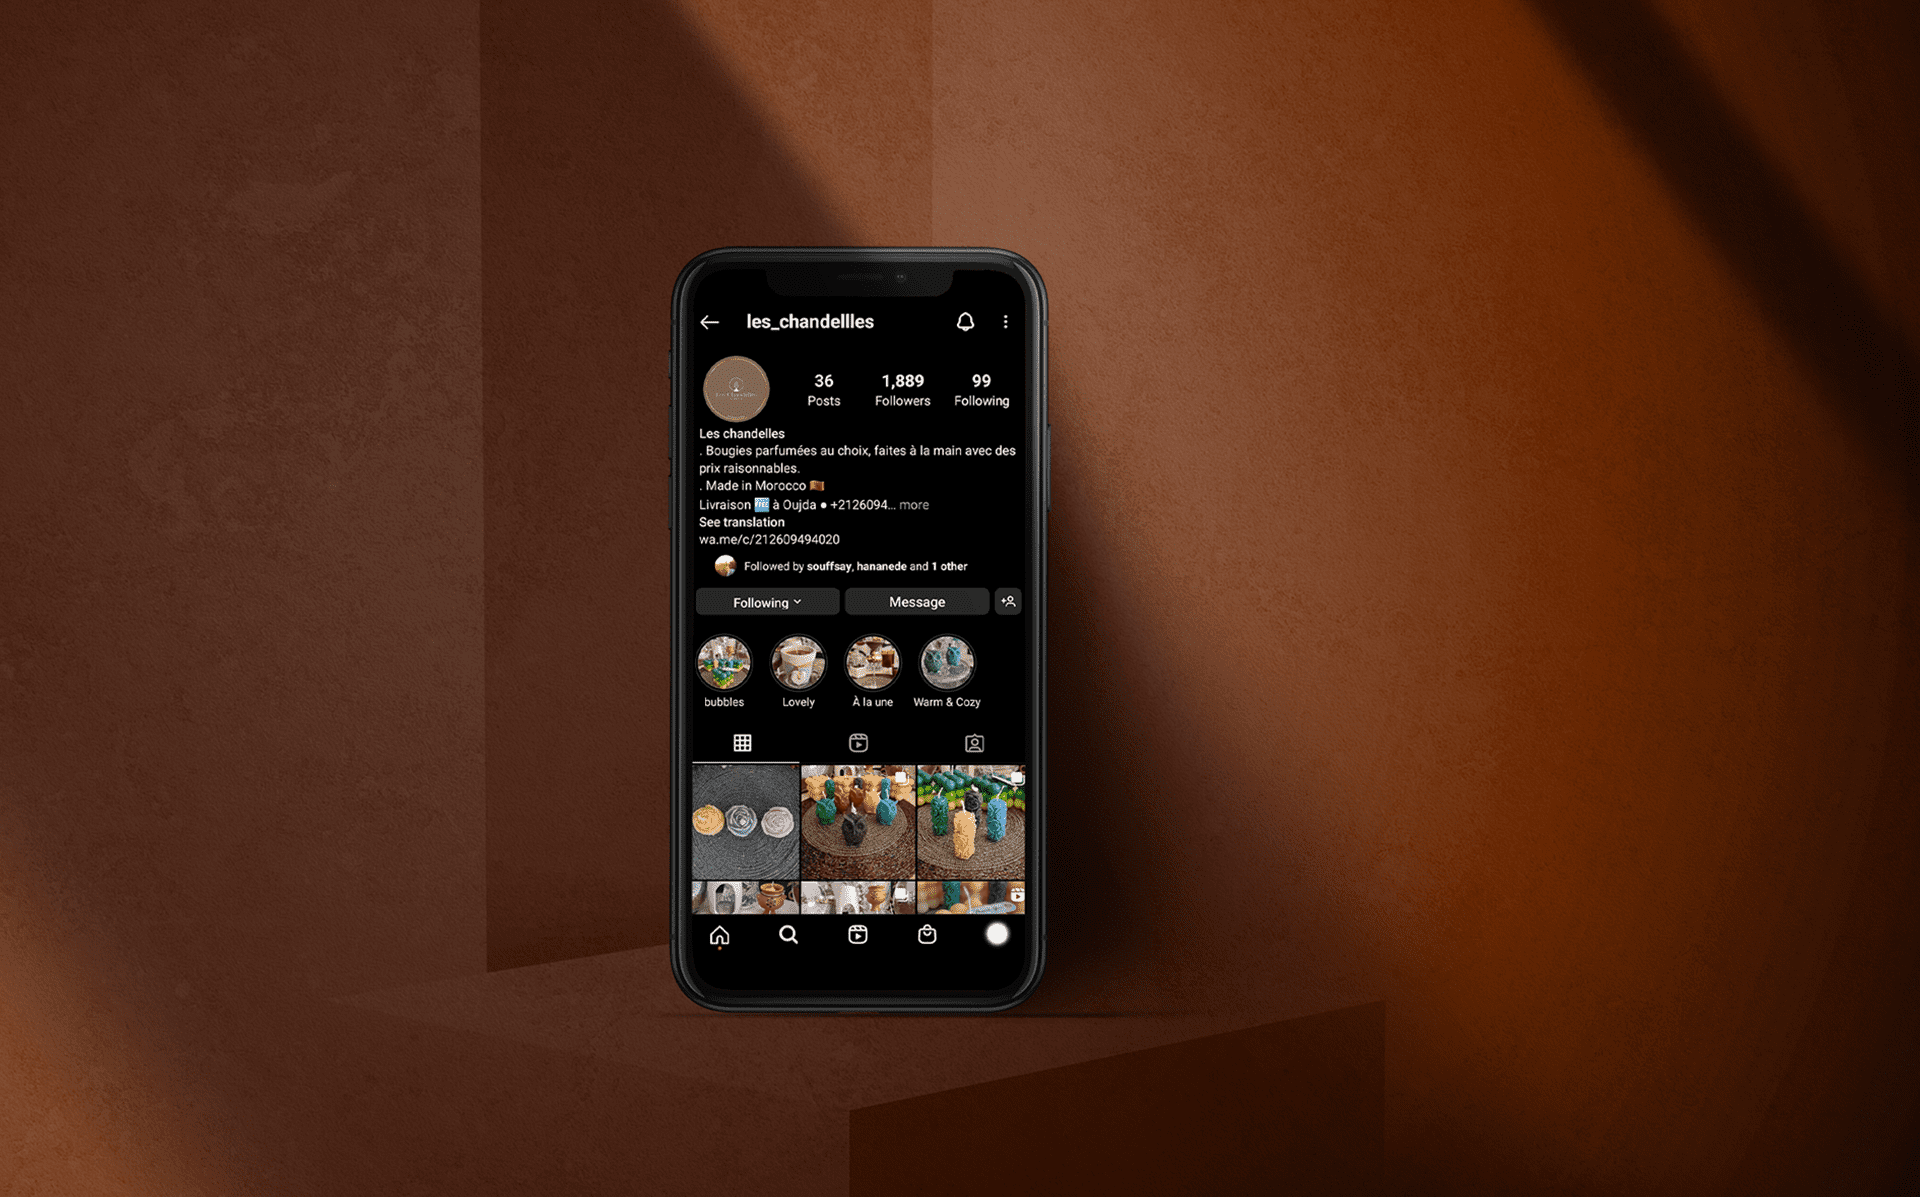 les_chandellles
36 1,889 99
Posts Followers Following
Les chandelles
. Bougies parfumées au choix, faites à la main avec des
prix raisonnables.
. Made in Morocco
Livraison FREE à Oujda ● +2126094... more
See translation
wa.me/c/212609494020
Followed by souffsay, hananede and 1 other
Following Message
bubbles Lovely À la une Warm & Cozy